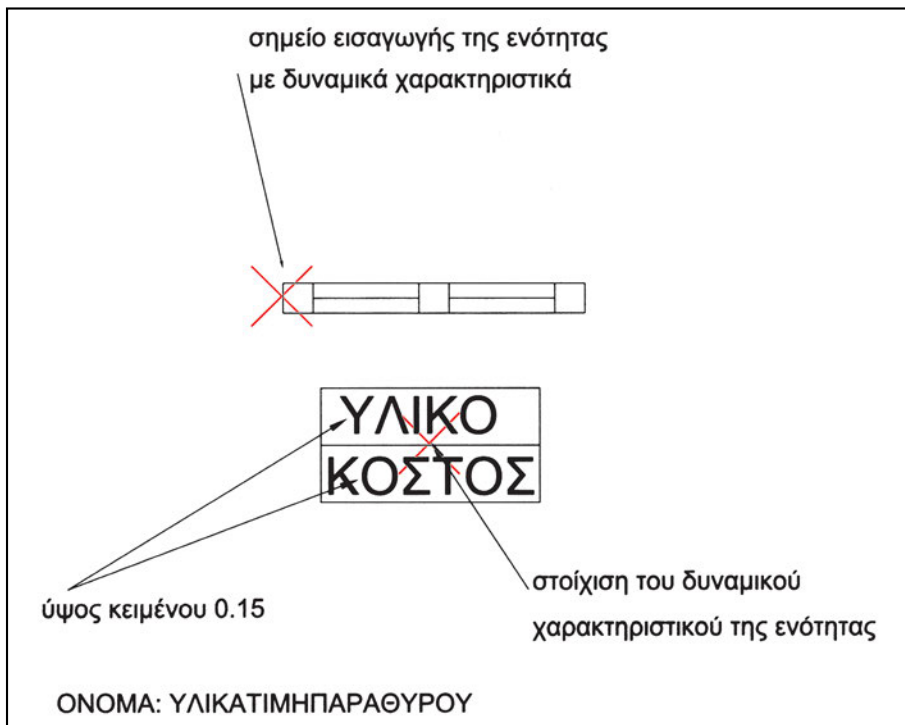 σημείο εισαγωγής της ενότητας
με δυναμικά χαρακτηριστικά
ΥΛΙΚΟ
ΚΟΣΤΟΣ
ύψος κειμένου 0.15
στοίχιση του δυναμικού
χαρακτηριστικού της ενότητας
ΟΝΟΜΑ: ΥΛΙΚΑΤΙΜΗΠΑΡΑΘΥΡΟΥ